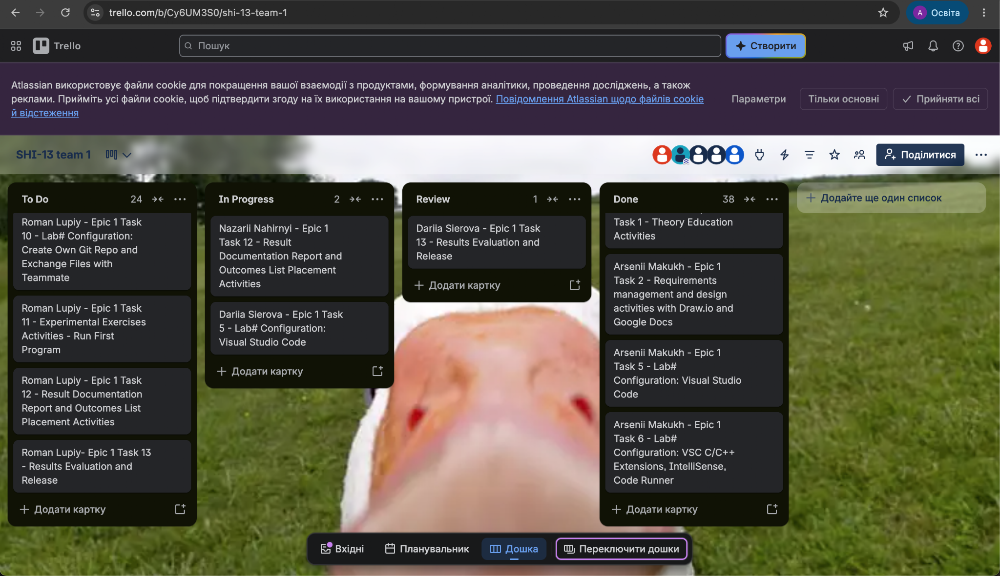 trello.com/b/Cy6UM3S0/shi-13-team-1
А Освіта
Trello
Пошук
Створити
Atlassian використовує файли cookie для покращення вашої взаємодії з продуктами, формування аналітики, проведення досліджень, а також
реклами. Прийміть усі файли cookie, щоб підтвердити згоду на їх використання на вашому пристрої. Повідомлення Atlassian щодо файлів cookie
й відстеження
Параметри
Тільки основні
Прийняти всі
SHI-13 team 1
Поділитися
To Do 24
Roman Lupiy - Epic 1 Task
10 - Lab# Configuration:
Create Own Git Repo and
Exchange Files with
Teammate
Roman Lupiy - Epic 1 Task
11 - Experimental Exercises
Activities - Run First
Program
Roman Lupiy - Epic 1 Task
12 - Result Documentation
Report and Outcomes List
Placement Activities
Roman Lupiy- Epic 1 Task 13
- Results Evaluation and
Release
Додати картку
In Progress 2
Nazarii Nahirnyi - Epic 1
Task 12 - Result
Documentation Report and
Outcomes List Placement
Activities
Dariia Sierova - Epic 1 Task
5 - Lab# Configuration:
Visual Studio Code
Додати картку
Review 1
Dariia Sierova - Epic 1 Task
13 - Results Evaluation and
Release
Додати картку
Done 38
Task 1 - Theory Education
Activities
Arsenii Makukh - Epic 1
Task 2 - Requirements
management and design
activities with Draw.io and
Google Docs
Arsenii Makukh - Epic 1
Task 5 - Lab#
Configuration: Visual Studio
Code
Arsenii Makukh - Epic 1
Task 6 - Lab#
Configuration: VSC C/C++
Extensions, IntelliSense,
Code Runner
Додати картку
Додайте ще один список
Вхідні
Планувальник
Дошка
Переключити дошки